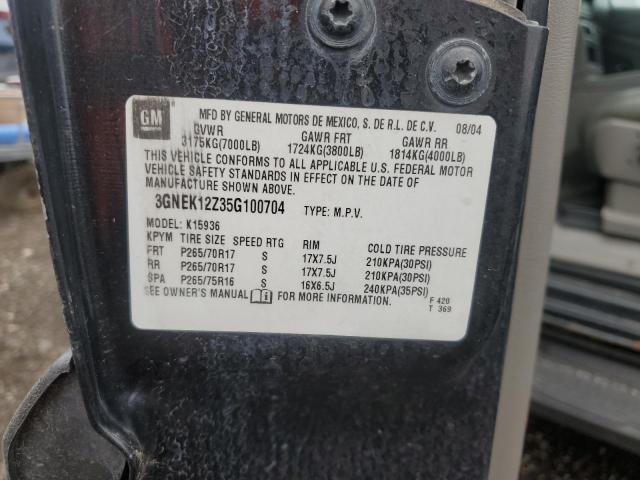 GM
MFD BY GENERAL MOTORS DE MEXICO, S. DE R.L. DE C.V. 08/04
GVWR GAWR FRT GAWR RR
3175KG(7000LB) 1724KG(3800LB) 1814KG(4000LB)
THIS VEHICLE CONFORMS TO ALL APPLICABLE U.S. FEDERAL MOTOR
VEHICLE SAFETY STANDARDS IN EFFECT ON THE DATE OF
MANUFACTURE SHOWN ABOVE.
3GNEK12Z35G100704 TYPE: M.P.V.
MODEL: K15936
KPYM TIRE SIZE SPEED RTG RIM COLD TIRE PRESSURE
FRT P265/70R17 S 17X7.5J 210KPA(30PSI)
RR P265/70R17 S 17X7.5J 210KPA(30PSI)
SPA P265/75R16 S 16X6.5J 240KPA(35PSI)
SEE OWNER'S MANUAL FOR MORE INFORMATION. F 420
T 369